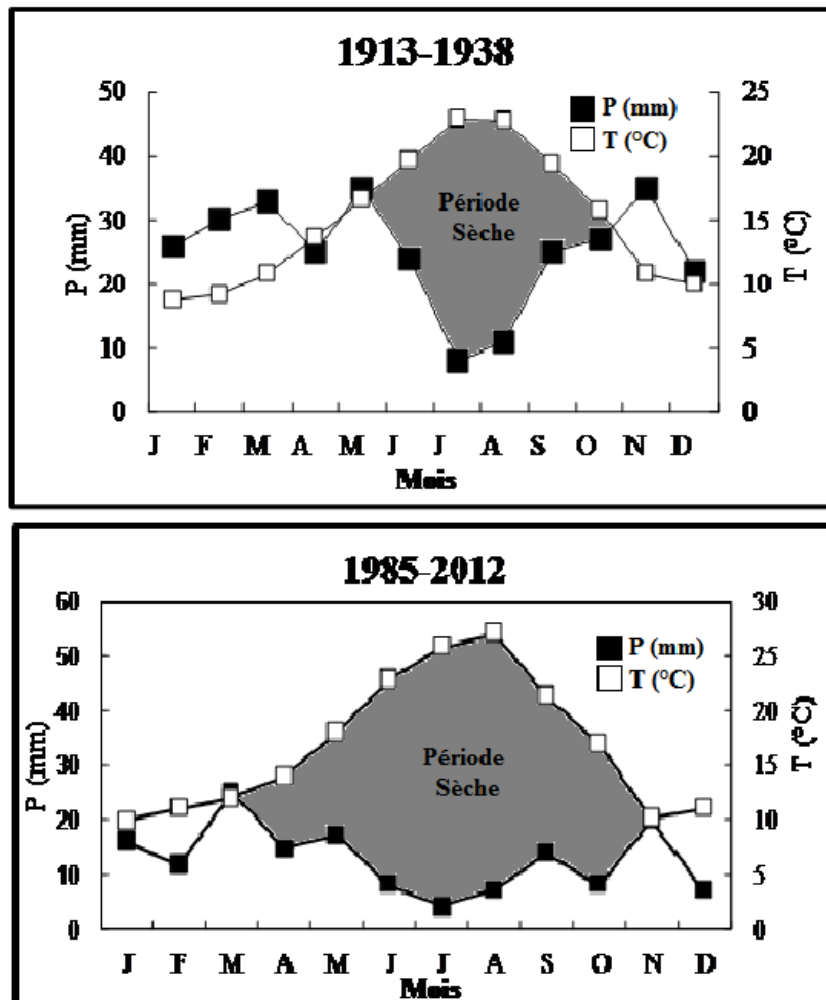 1913-1938
50 25
P (mm)
T (°C)
40 20
Période
Sèche
30 15
P (mm)
T (°C)
20 10
10 5
0 0
J F M A M J J A S O N D
Mois
1985-2012
60 30
P (mm)
T (°C)
50 25
40 20
Période
Sèche
30 15
P (mm)
T (°C)
20 10
10 5
0 0
J F M A M J J A S O N D
Mois